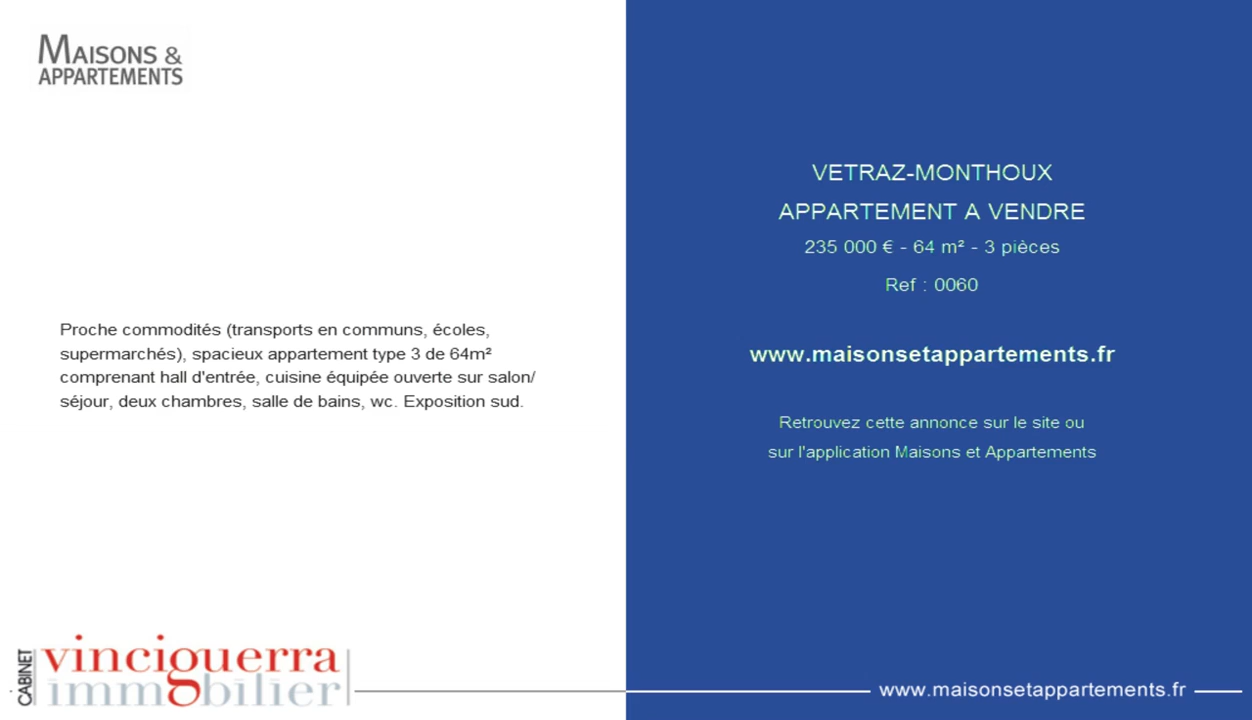 MAISONS &
APPARTEMENTS
Proche commodités (transports en communs, écoles,
supermarchés), spacieux appartement type 3 de 64m²
comprenant hall d'entrée, cuisine équipée ouverte sur salon/
séjour, deux chambres, salle de bains, wc. Exposition sud.
VETRAZ-MONTHOUX
APPARTEMENT A VENDRE
235 000 € - 64 m² - 3 pièces
Ref : 0060
www.maisonsetappartements.fr
Retrouvez cette annonce sur le site ou
sur l'application Maisons et Appartements
CABINET
vinciguerra
immobilier
www.maisonsetappartements.fr